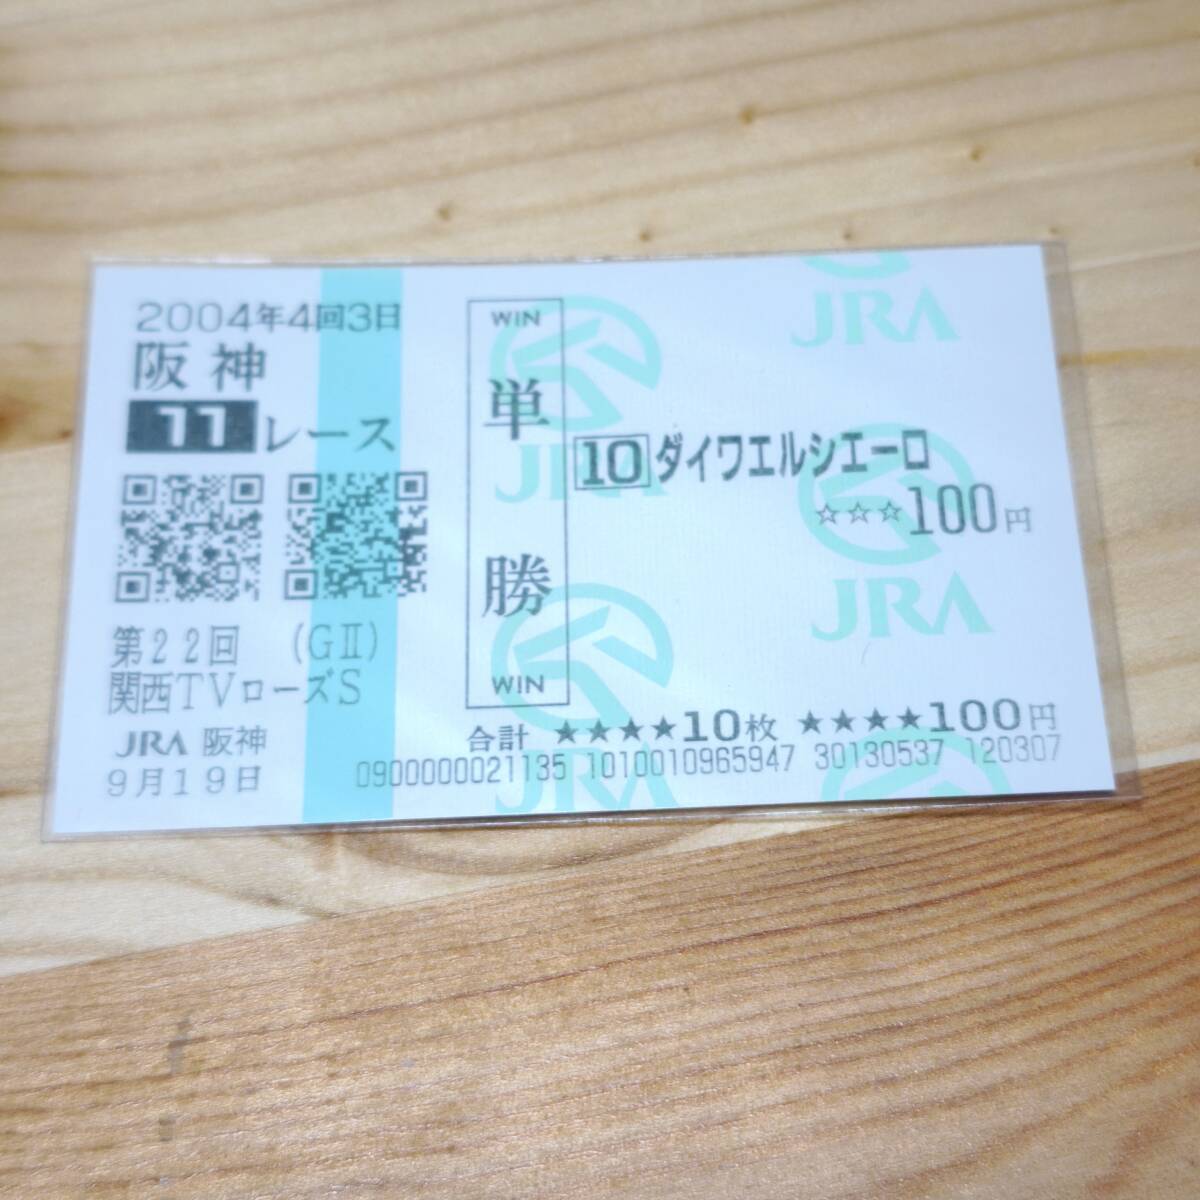 2004年4回3日
阪神
11レース
第22回 (GⅡ)
関西TVローズS
JRA 阪神
9月19日
WIN
単勝
WIN
10 ダイワエルシエーロ
☆☆☆100円
合計 ★★★★10枚 ★★★★100円
0900000021135 1010010965947 30130537 120307
JRA
JRA
JRA
JRA